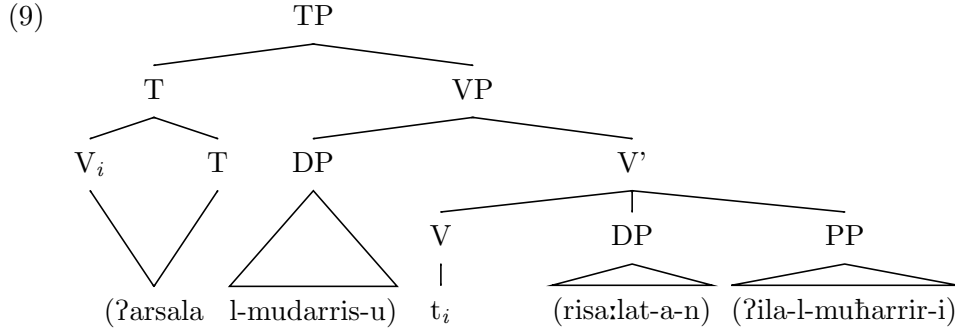 (9) TP
T VP
V_i T DP V’
V DP PP
(ʔarsala l-mudarris-u) t_i (risaːlat-a-n) (ʔila-l-muħarrir-i)